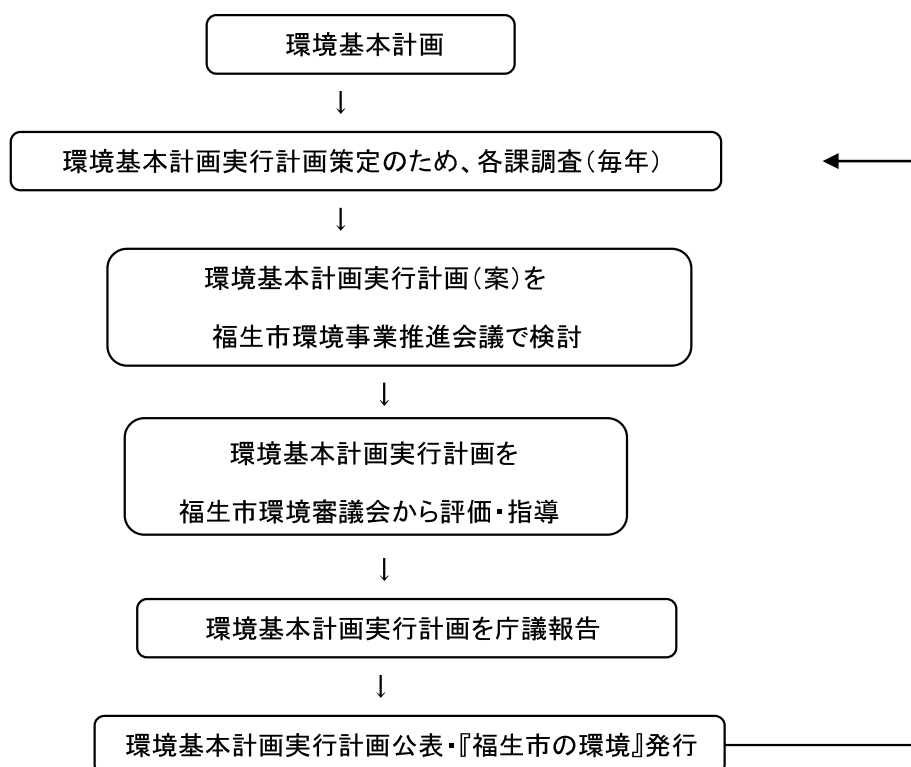 環境基本計画
↓
環境基本計画実行計画策定のため、各課調査(毎年)
↓
環境基本計画実行計画(案)を
福生市環境事業推進会議で検討
↓
環境基本計画実行計画を
福生市環境審議会から評価・指導
↓
環境基本計画実行計画を庁議報告
↓
環境基本計画実行計画公表・『福生市の環境』発行